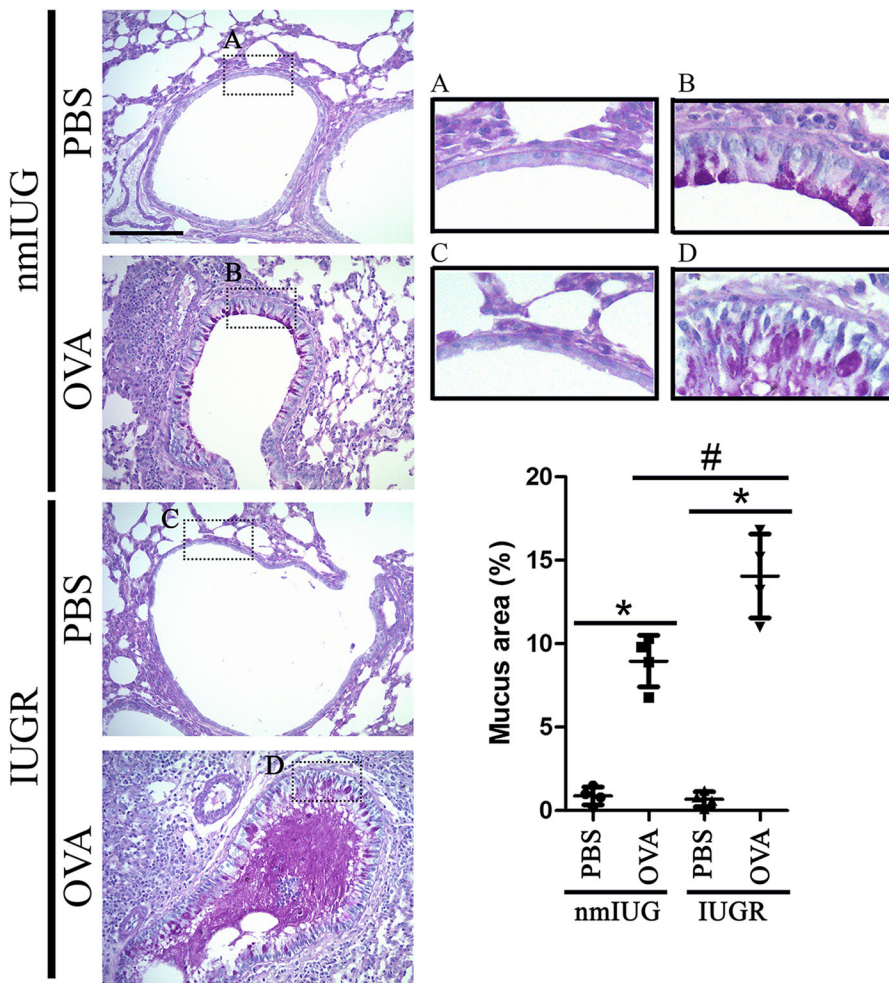 nmIUG
PBS
A
OVA
B
IUGR
PBS
C
OVA
D
A
B
C
D
Mucus area (%)
20
15
10
5
0
#
*
*
PBS
OVA
PBS
OVA
nmIUG
IUGR